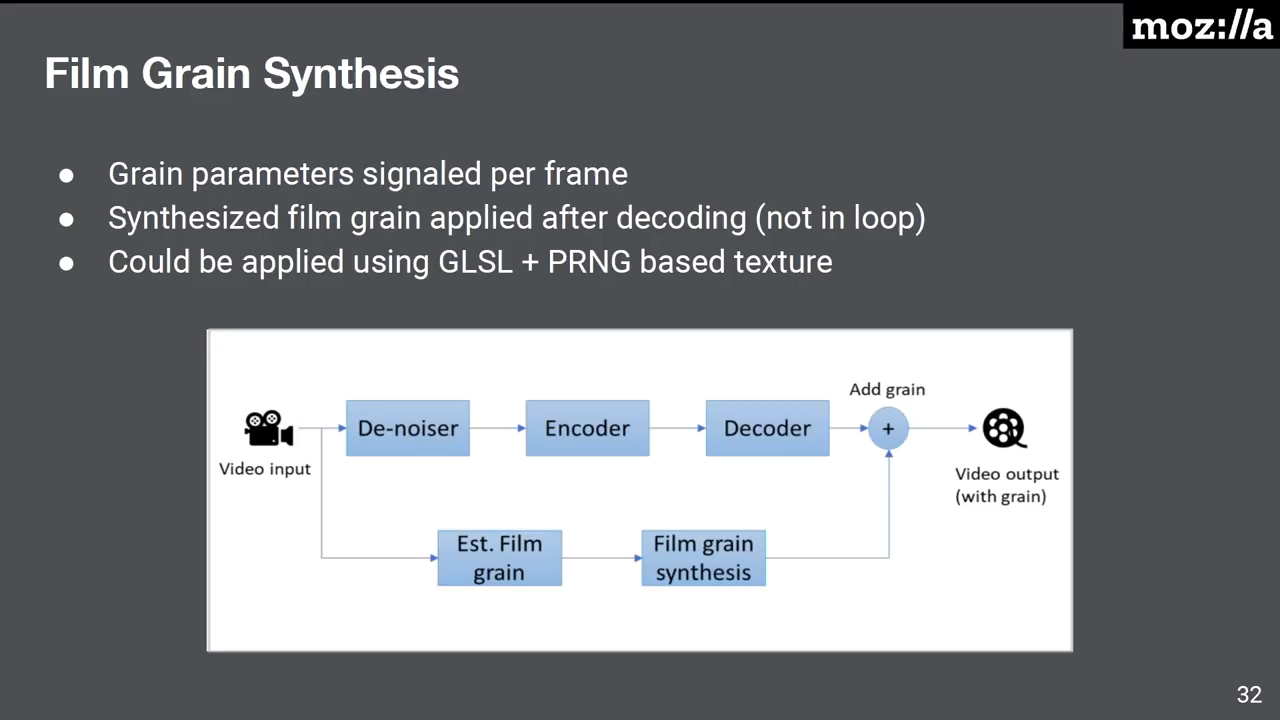 moz://a
Film Grain Synthesis
● Grain parameters signaled per frame
● Synthesized film grain applied after decoding (not in loop)
● Could be applied using GLSL + PRNG based texture
Add grain
De-noiser
Encoder
Decoder
+
Video input
Video output
(with grain)
Est. Film
grain
Film grain
synthesis
32